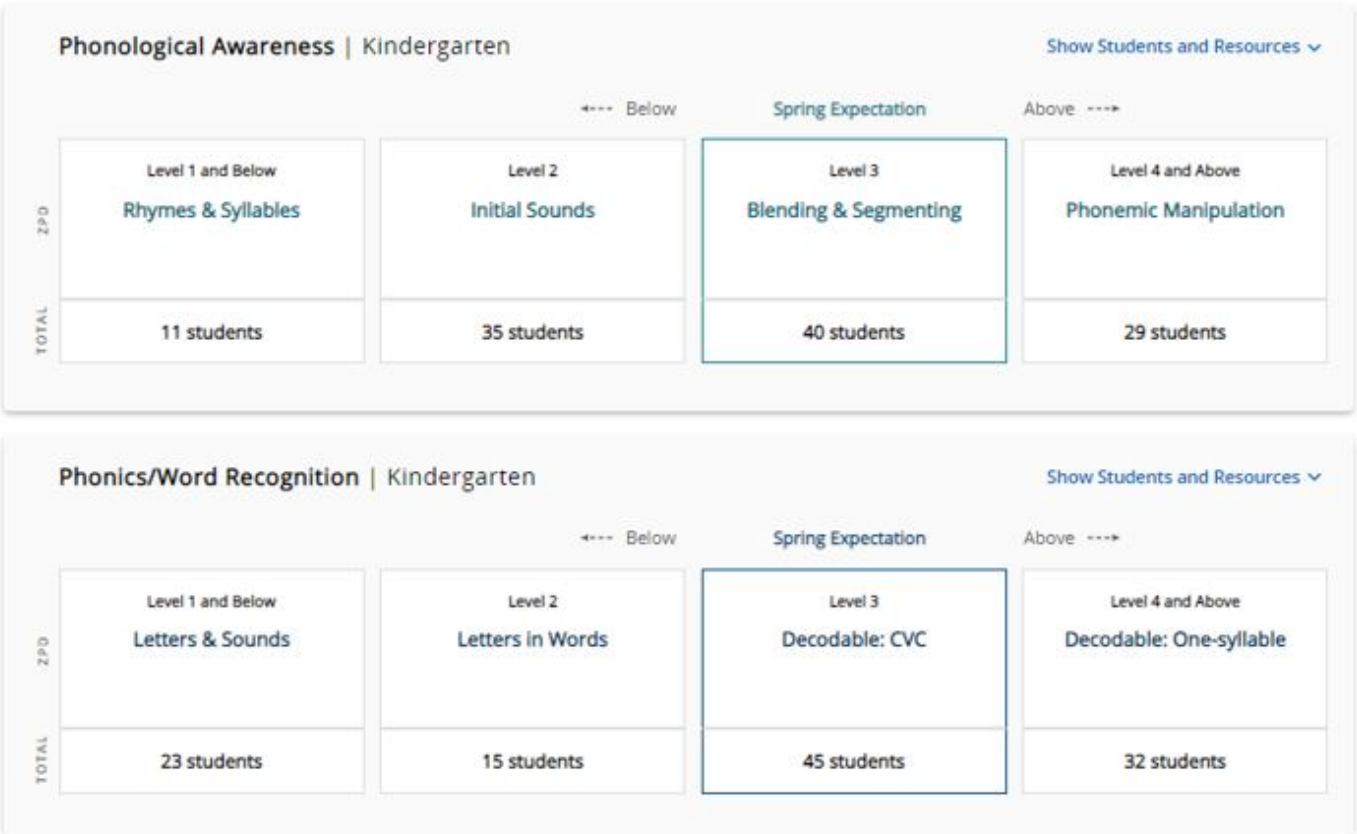 Phonological Awareness | Kindergarten
Show Students and Resources
Below
Spring Expectation
Above
ZPD
Level 1 and Below
Rhymes & Syllables
Level 2
Initial Sounds
Level 3
Blending & Segmenting
Level 4 and Above
Phonemic Manipulation
TOTAL
11 students
35 students
40 students
29 students
Phonics/Word Recognition | Kindergarten
Show Students and Resources
Below
Spring Expectation
Above
ZPD
Level 1 and Below
Letters & Sounds
Level 2
Letters in Words
Level 3
Decodable: CVC
Level 4 and Above
Decodable: One-syllable
TOTAL
23 students
15 students
45 students
32 students